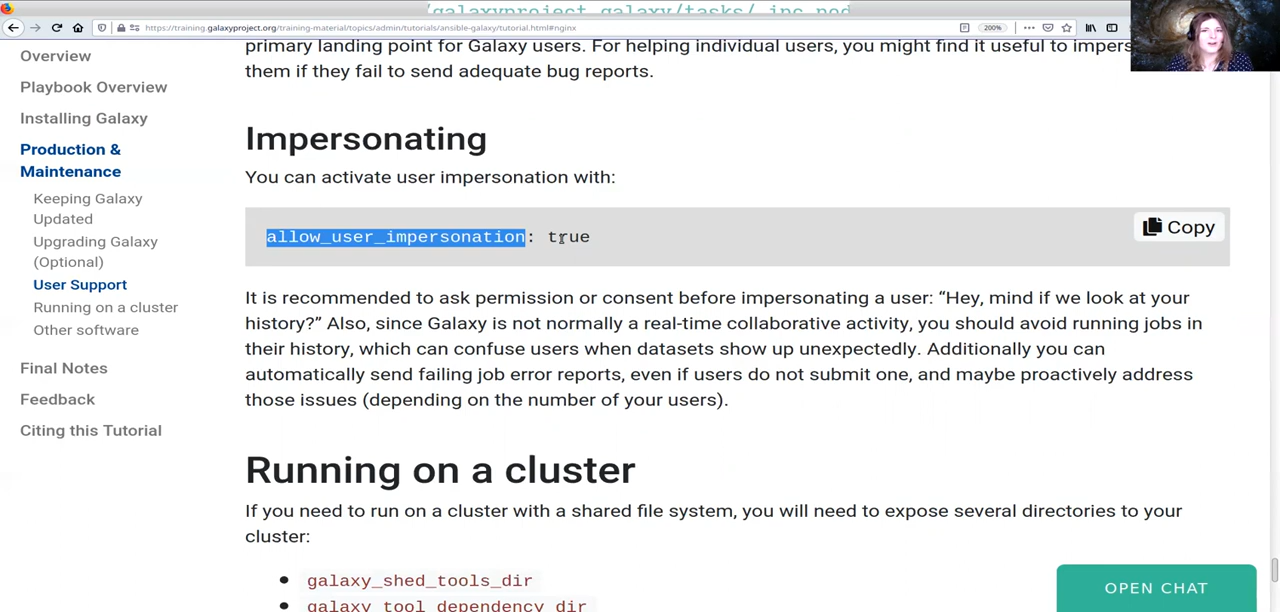 https://training.galaxyproject.org/training-material/topics/admin/tutorials/ansible-galaxy/tutorial.html#nginx
200%
Overview
Playbook Overview
Installing Galaxy
Production &
Maintenance
Keeping Galaxy
Updated
Upgrading Galaxy
(Optional)
User Support
Running on a cluster
Other software
Final Notes
Feedback
Citing this Tutorial
primary landing point for Galaxy users. For helping individual users, you might find it useful to
them if they fail to send adequate bug reports.
Impersonating
You can activate user impersonation with:
allow_user_impersonation: true
Copy
It is recommended to ask permission or consent before impersonating a user: “Hey, mind if we look at your
history?” Also, since Galaxy is not normally a real-time collaborative activity, you should avoid running jobs in
their history, which can confuse users when datasets show up unexpectedly. Additionally you can
automatically send failing job error reports, even if users do not submit one, and maybe proactively address
those issues (depending on the number of your users).
Running on a cluster
If you need to run on a cluster with a shared file system, you will need to expose several directories to your
cluster:
galaxy_shed_tools_dir
galaxy_tool_dependency_dir
OPEN CHAT